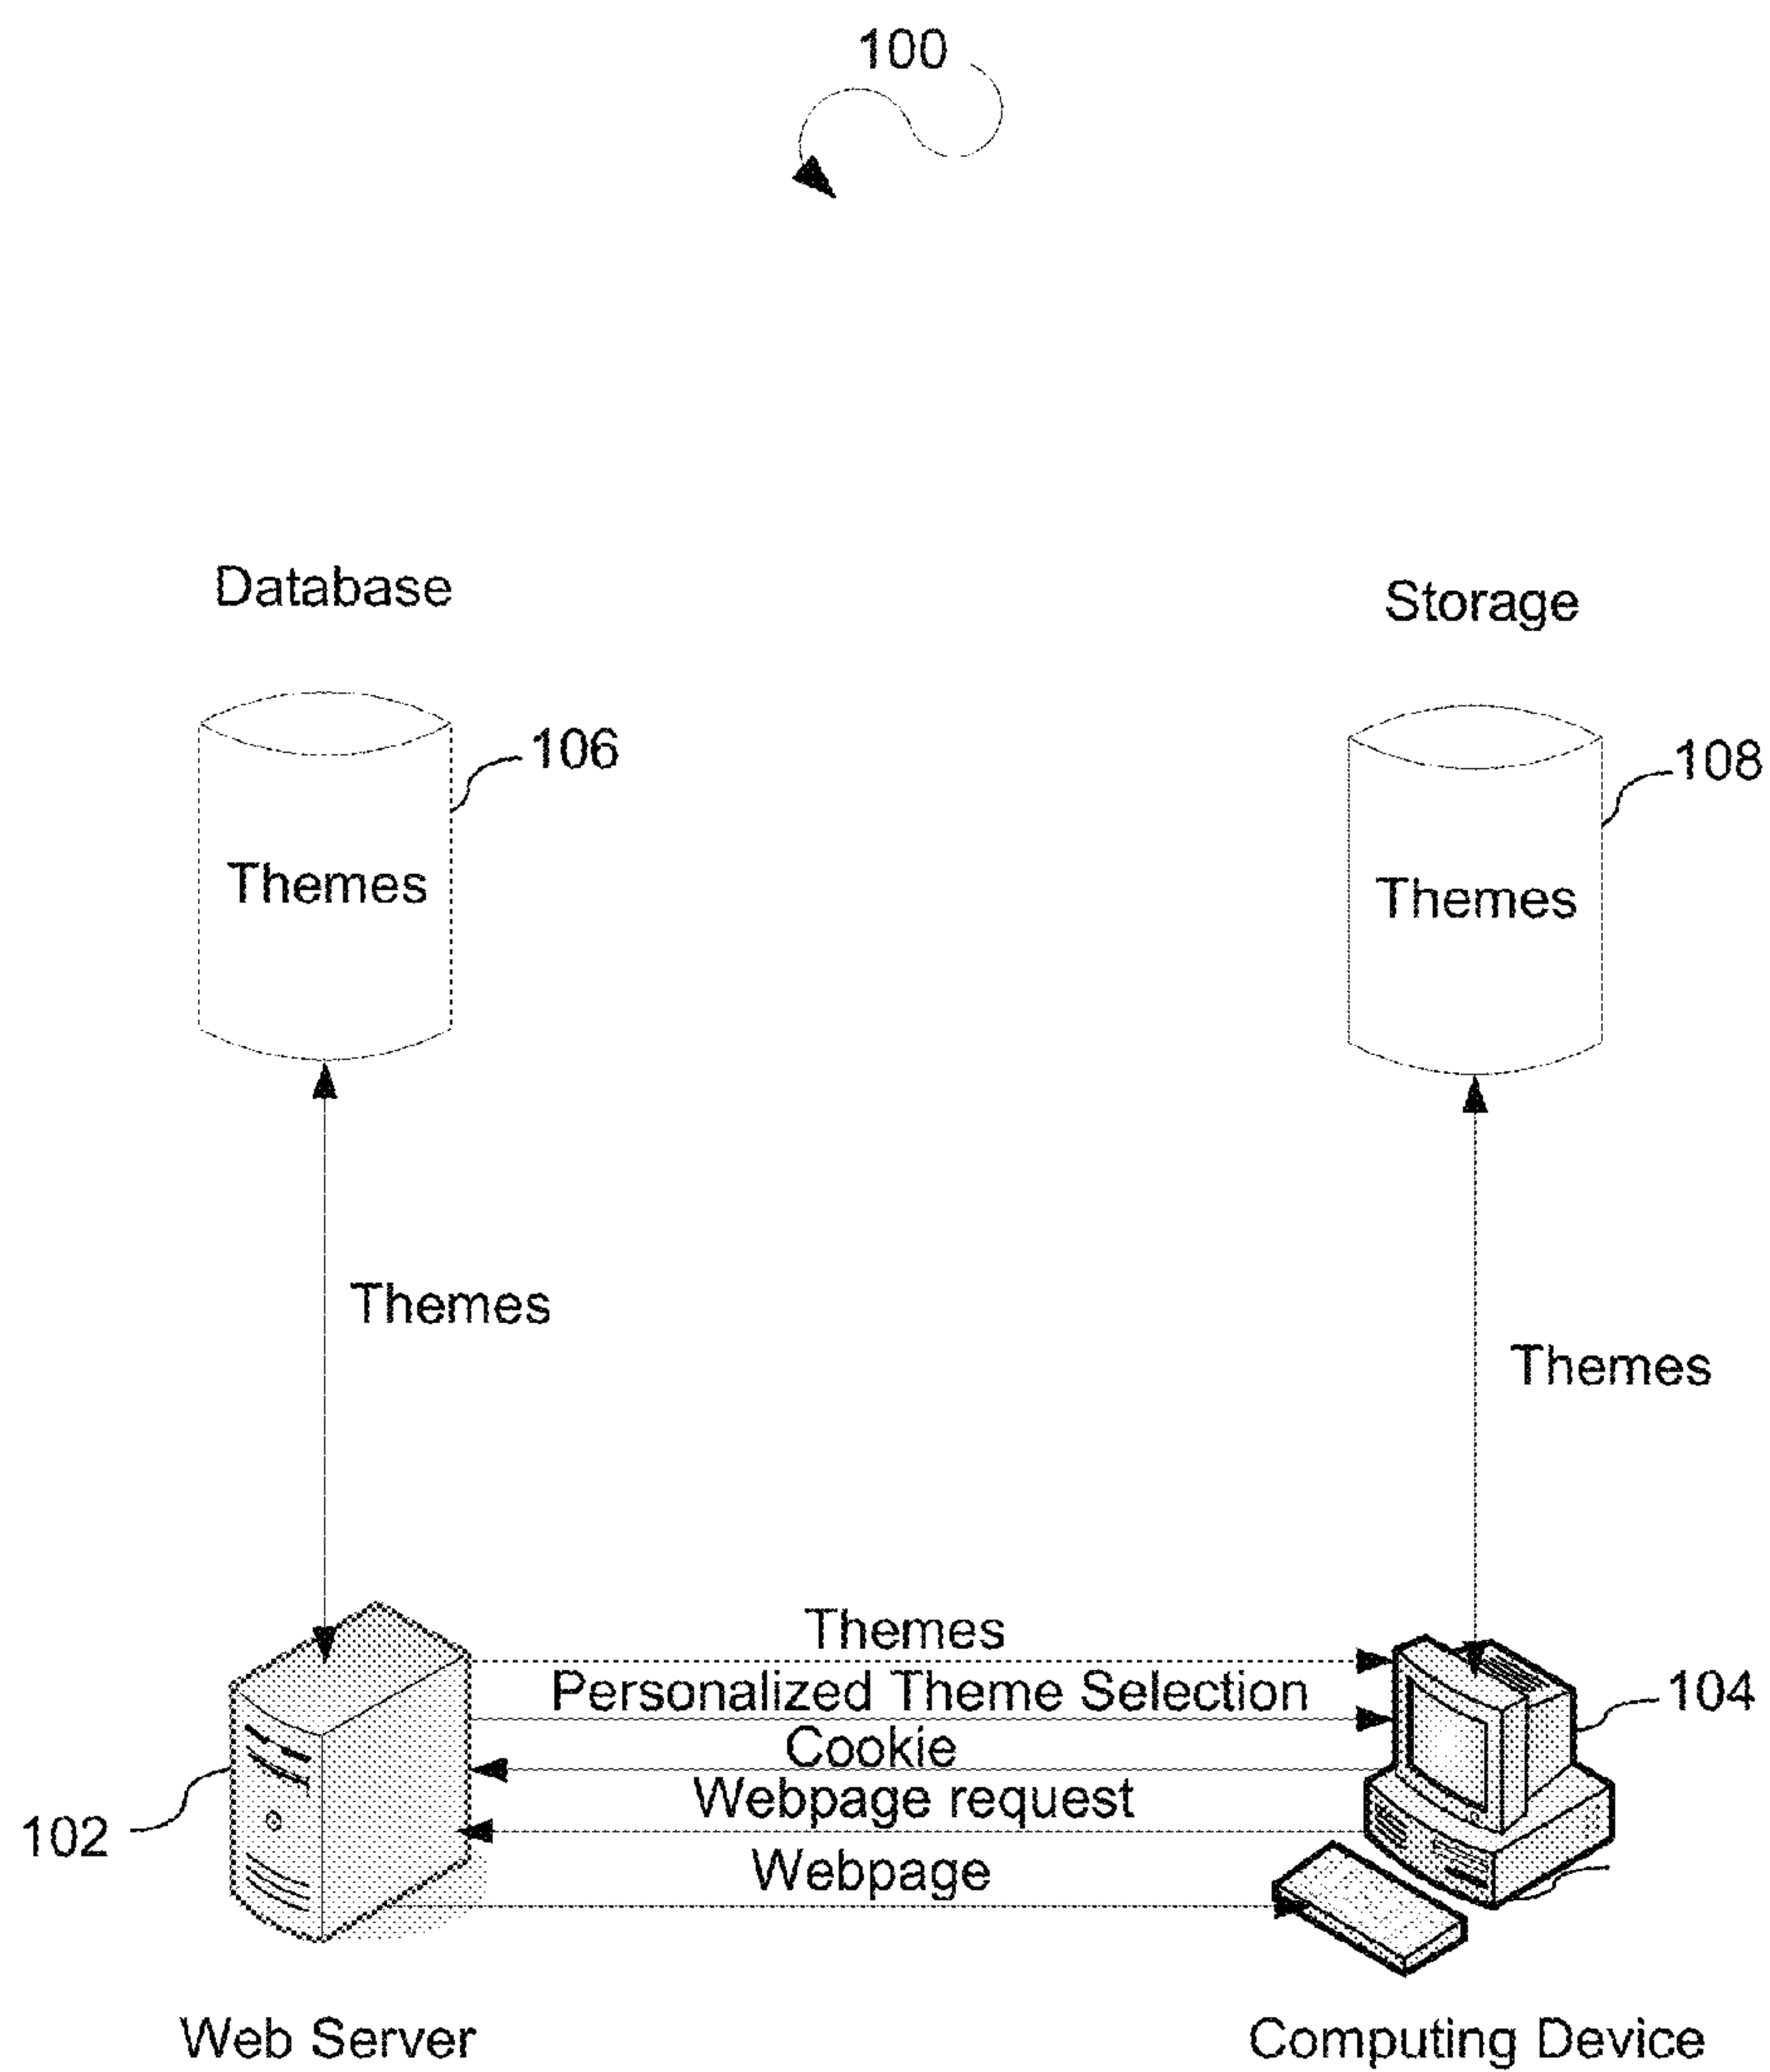 100
Database
Storage
106
108
Themes
Themes
Themes
Themes
Themes
Personalized Theme Selection
104
Cookie
Webpage request
102
Webpage
Web Server
Computing Device